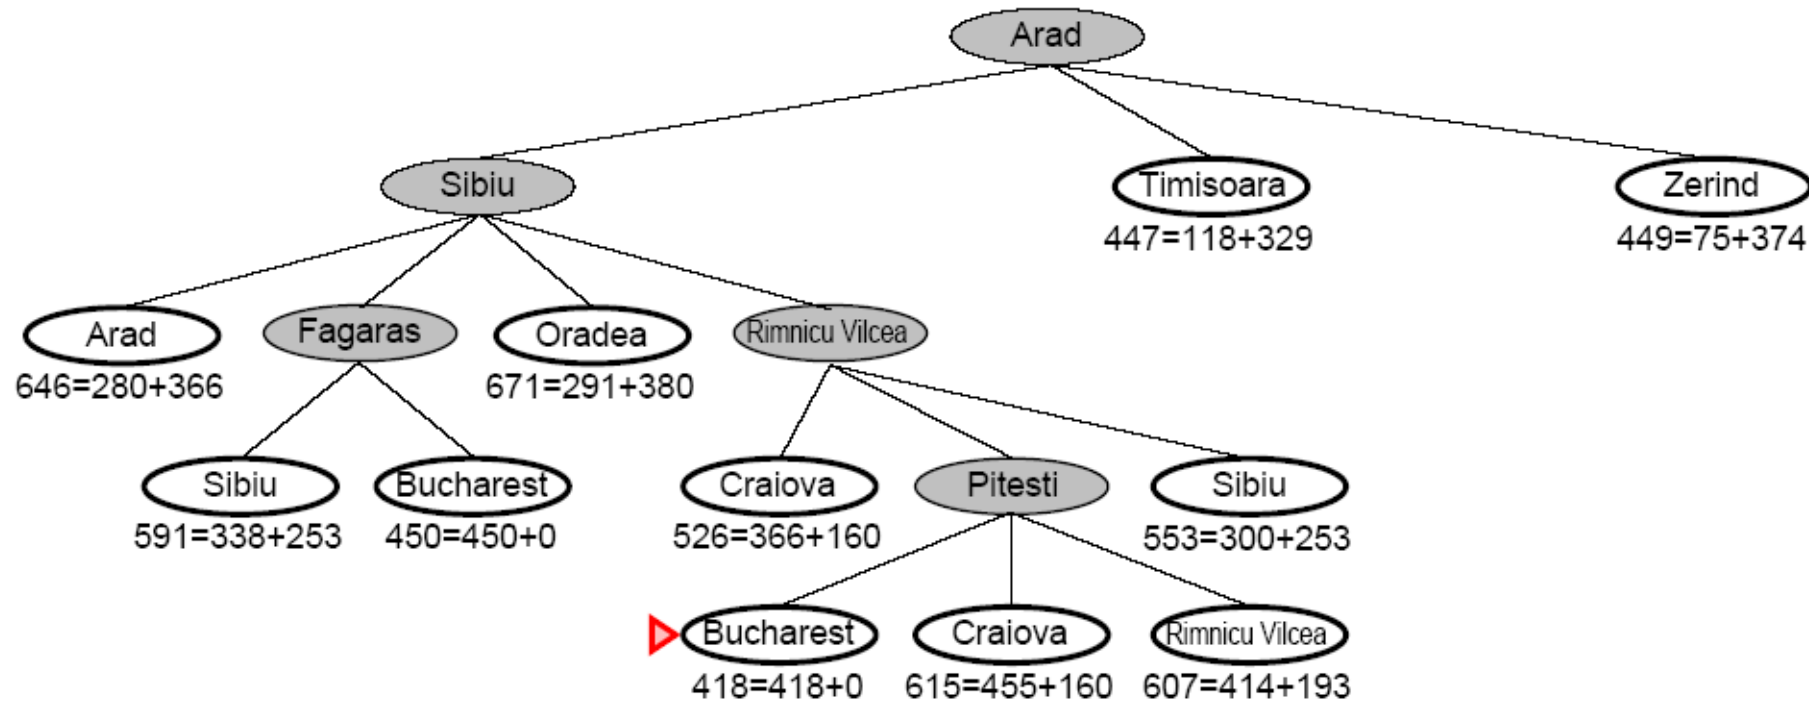 Arad
Sibiu
Timisoara
Zerind
447=118+329
449=75+374
Arad
Fagaras
Oradea
Rimnicu Vilcea
646=280+366
671=291+380
Sibiu
Bucharest
Craiova
Pitesti
Sibiu
591=338+253
450=450+0
526=366+160
553=300+253
Bucharest
Craiova
Rimnicu Vilcea
418=418+0
615=455+160
607=414+193